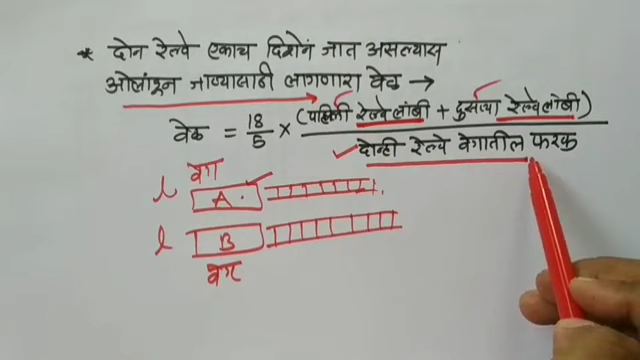 * दोन रेल्वे एकाच दिशेने जात असल्यास
ओलांडून जाण्यासाठी लागणारा वेळ →
वेळ = 18/5 × (पहिली रेल्वे लांबी + दुसऱ्या रेल्वे लांबी)
दोन्ही रेल्वे वेगातील फरक
वेग
l A
l B
वेग